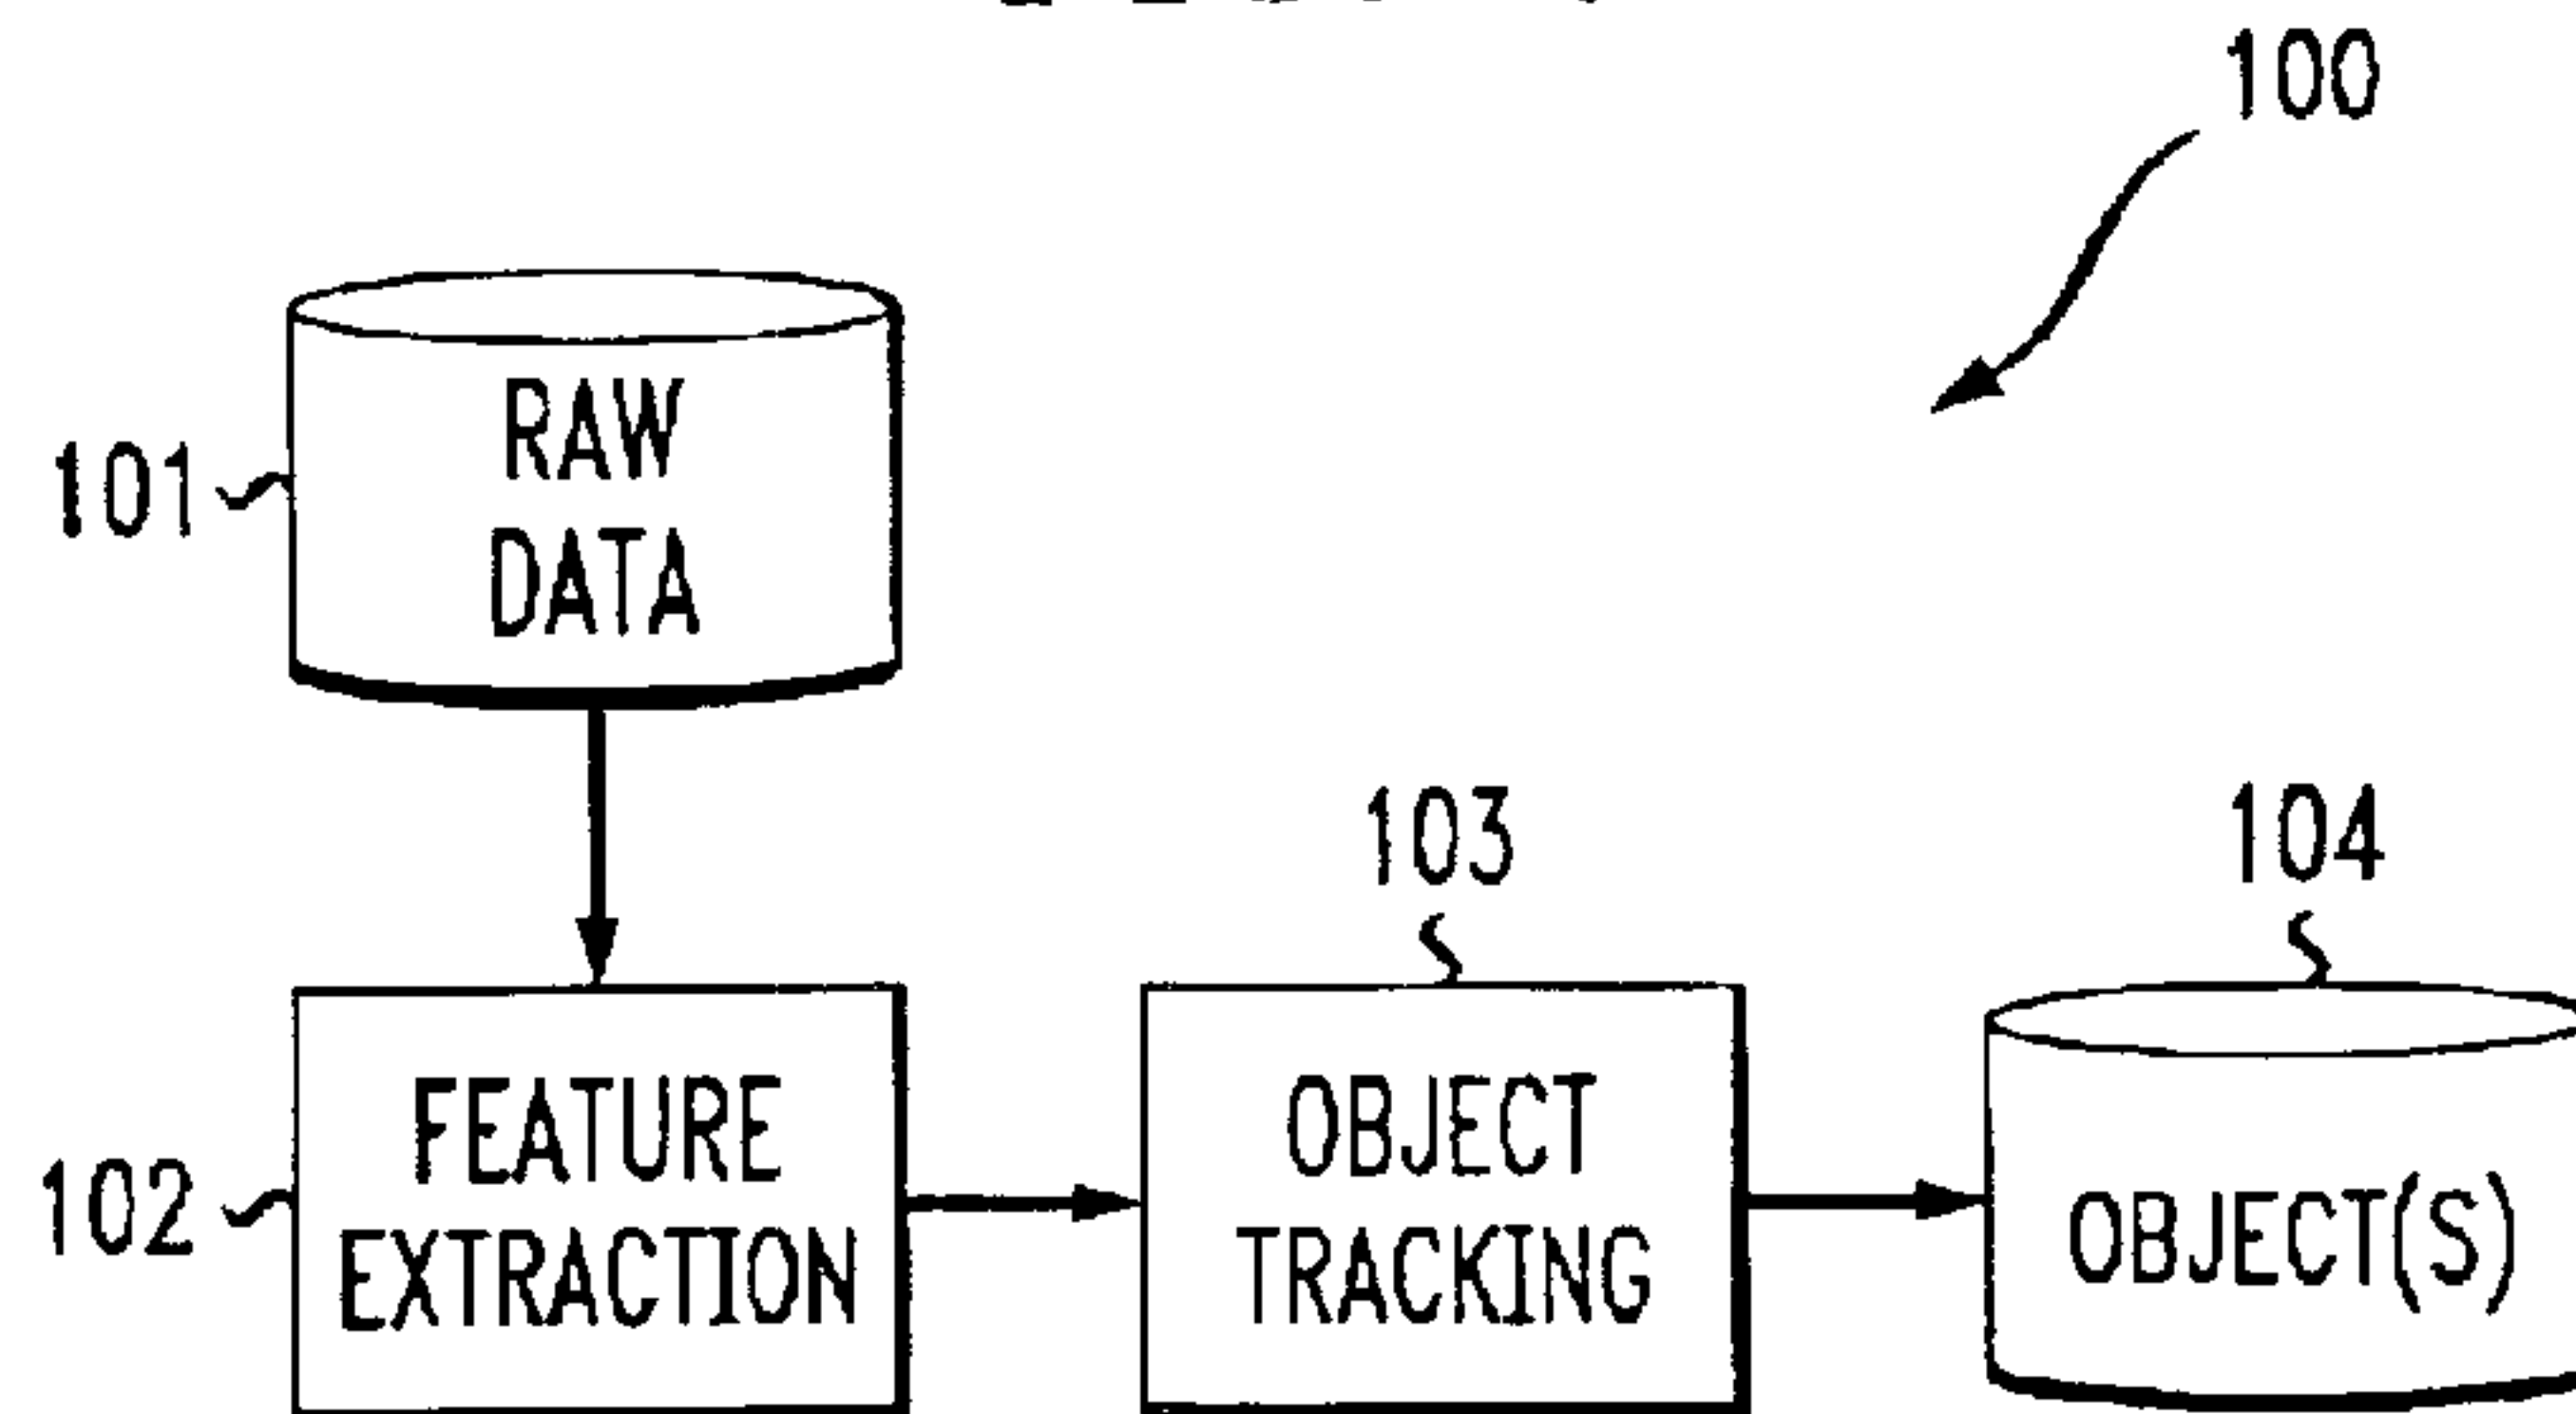 100
101
RAW
DATA
103
104
102
FEATURE
EXTRACTION
OBJECT
TRACKING
OBJECT(S)